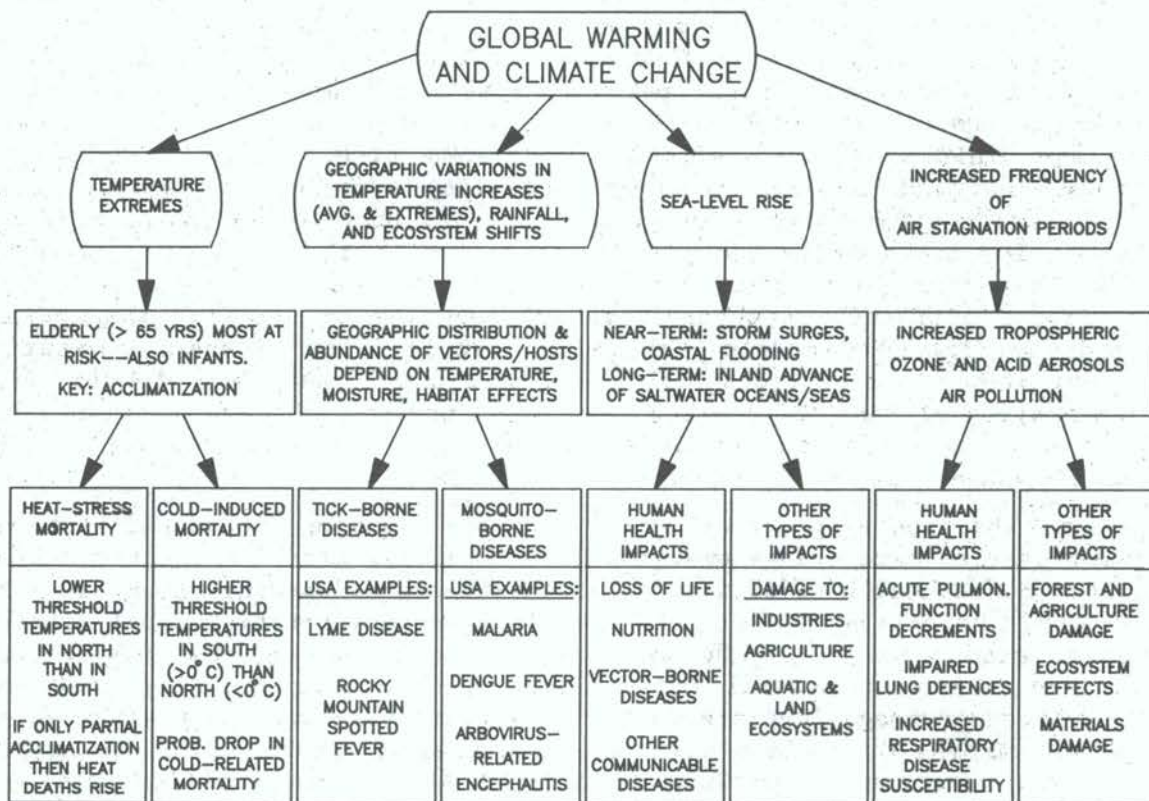 GLOBAL WARMING
AND CLIMATE CHANGE
TEMPERATURE
EXTREMES
GEOGRAPHIC VARIATIONS IN
TEMPERATURE INCREASES
(AVG. & EXTREMES), RAINFALL,
AND ECOSYSTEM SHIFTS
SEA-LEVEL RISE
INCREASED FREQUENCY
OF
AIR STAGNATION PERIODS
ELDERLY (> 65 YRS) MOST AT
RISK--ALSO INFANTS.
KEY: ACCLIMATIZATION
GEOGRAPHIC DISTRIBUTION &
ABUNDANCE OF VECTORS/HOSTS
DEPEND ON TEMPERATURE,
MOISTURE, HABITAT EFFECTS
NEAR-TERM: STORM SURGES,
COASTAL FLOODING
LONG-TERM: INLAND ADVANCE
OF SALTWATER OCEANS/SEAS
INCREASED TROPOSPHERIC
OZONE AND ACID AEROSOLS
AIR POLLUTION
HEAT-STRESS
MORTALITY
LOWER
THRESHOLD
TEMPERATURES
IN NORTH
THAN IN
SOUTH
IF ONLY PARTIAL
ACCLIMATIZATION
THEN HEAT
DEATHS RISE
COLD-INDUCED
MORTALITY
HIGHER
THRESHOLD
TEMPERATURES
IN SOUTH
(>0°C) THAN
NORTH (<0°C)
PROB. DROP IN
COLD-RELATED
MORTALITY
TICK-BORNE
DISEASES
USA EXAMPLES:
LYME DISEASE
ROCKY
MOUNTAIN
SPOTTED
FEVER
MOSQUITO-
BORNE
DISEASES
USA EXAMPLES:
MALARIA
DENGUE FEVER
ARBOVIRUS-
RELATED
ENCEPHALITIS
HUMAN
HEALTH
IMPACTS
LOSS OF LIFE
NUTRITION
VECTOR-BORNE
DISEASES
OTHER
COMMUNICABLE
DISEASES
OTHER
TYPES OF
IMPACTS
DAMAGE TO:
INDUSTRIES
AGRICULTURE
AQUATIC &
LAND
ECOSYSTEMS
HUMAN
HEALTH
IMPACTS
ACUTE PULMON.
FUNCTION
DECREMENTS
IMPAIRED
LUNG DEFENCES
INCREASED
RESPIRATORY
DISEASE
SUSCEPTIBILITY
OTHER
TYPES OF
IMPACTS
FOREST AND
AGRICULTURE
DAMAGE
ECOSYSTEM
EFFECTS
MATERIALS
DAMAGE